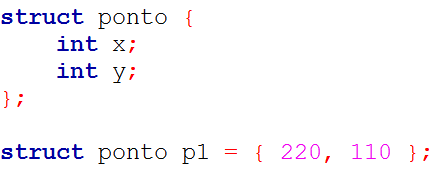 struct ponto {
    int x;
    int y;
};

struct ponto p1 = { 220, 110 };